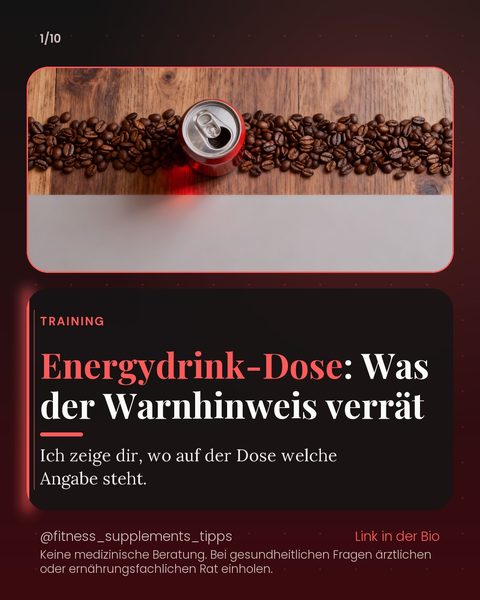 1/10
TRAINING
Energydrink-Dose: Was
der Warnhinweis verrät
Ich zeige dir, wo auf der Dose welche
Angabe steht.
@fitness_supplements_tipps
Link in der Bio
Keine medizinische Beratung. Bei gesundheitlichen Fragen ärztlichen
oder ernährungsfachlichen Rat einholen.